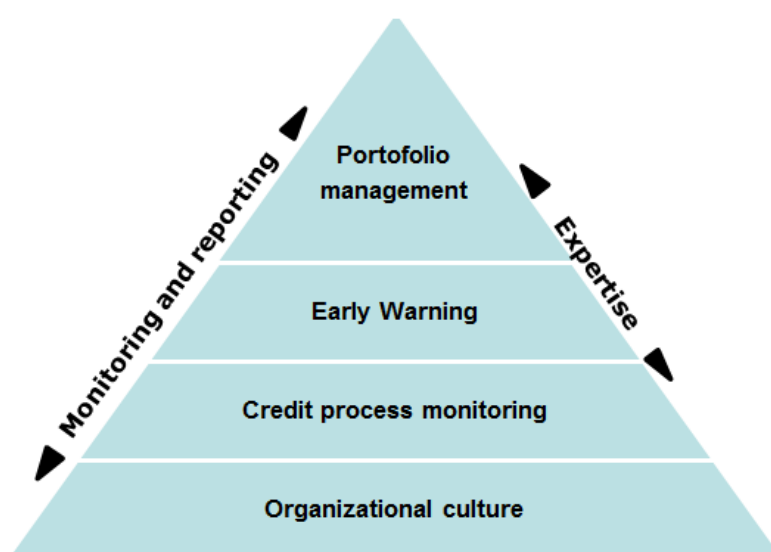 Portofolio
management
Monitoring and reporting
Expertise
Early Warning
Credit process monitoring
Organizational culture